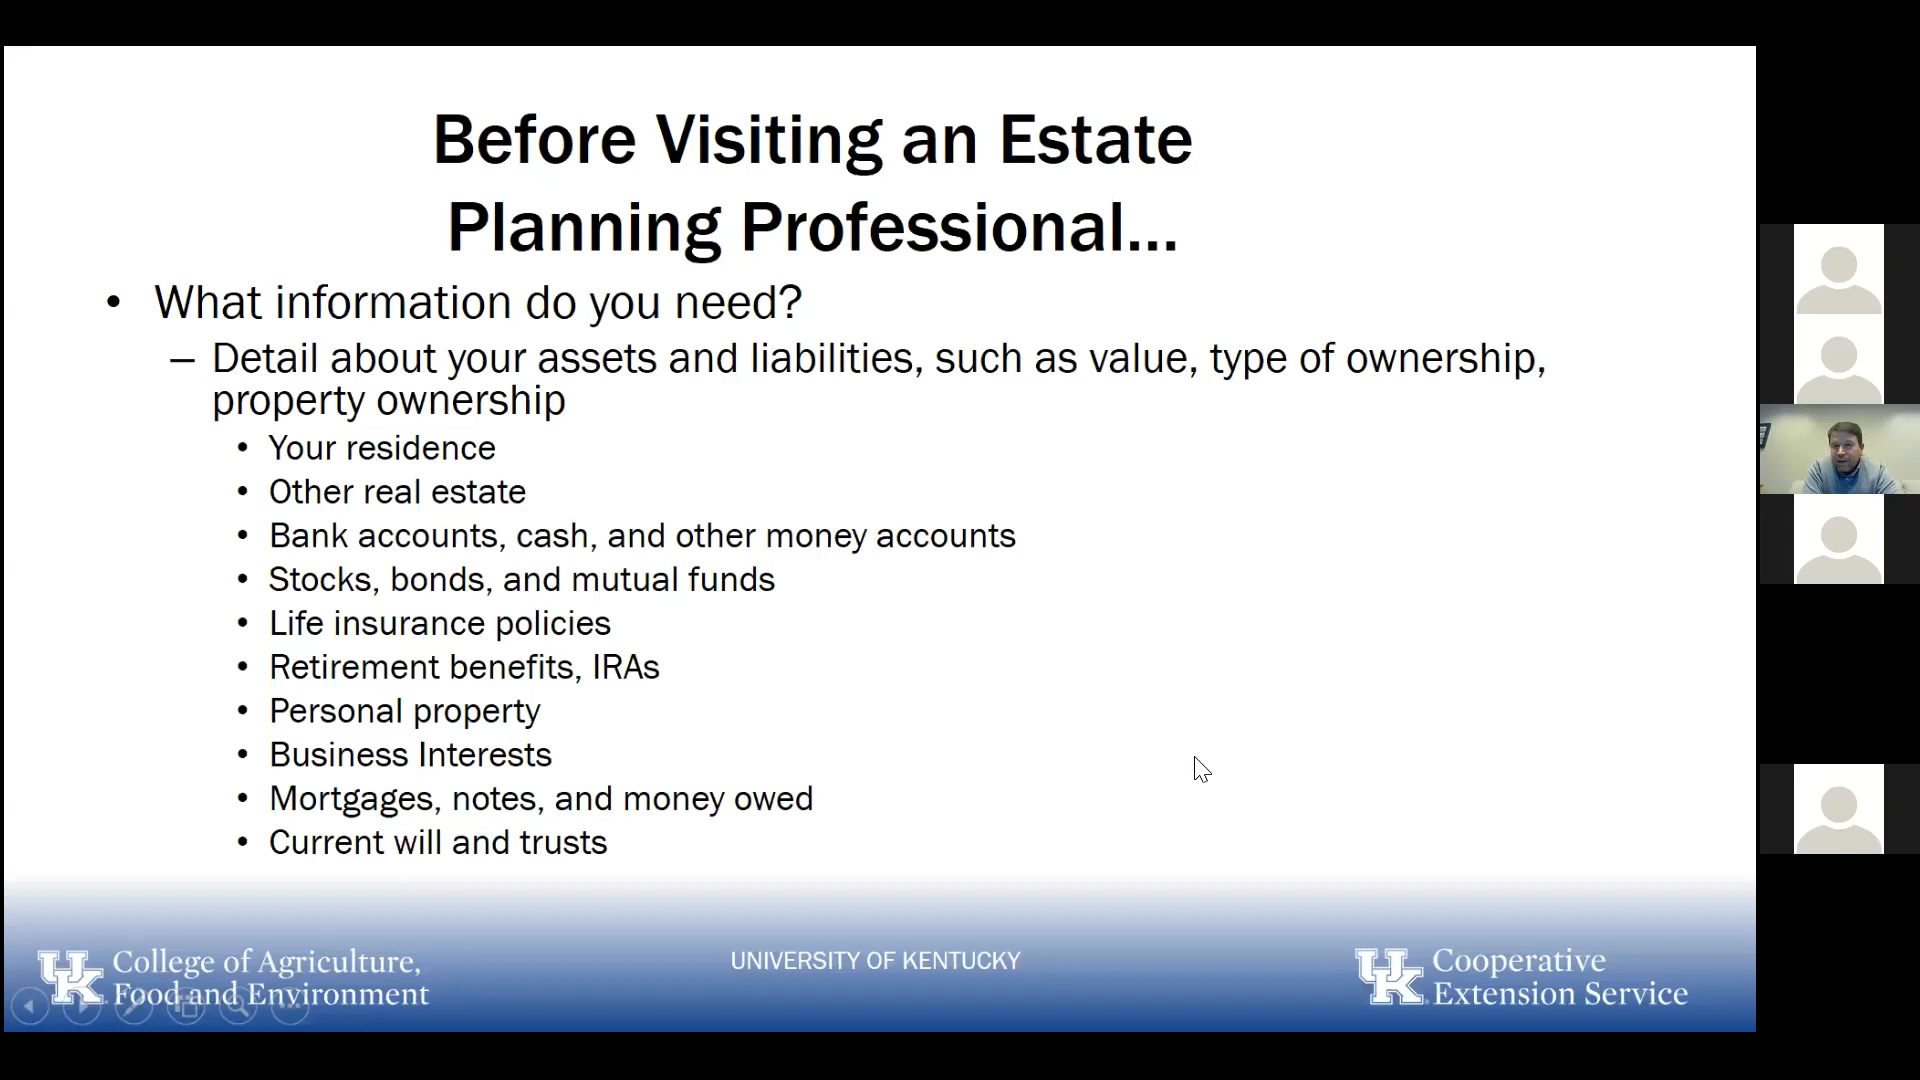 Before Visiting an Estate
Planning Professional...
• What information do you need?
– Detail about your assets and liabilities, such as value, type of ownership,
property ownership
• Your residence
• Other real estate
• Bank accounts, cash, and other money accounts
• Stocks, bonds, and mutual funds
• Life insurance policies
• Retirement benefits, IRAs
• Personal property
• Business Interests
• Mortgages, notes, and money owed
• Current will and trusts
UK College of Agriculture,
Food and Environment
UNIVERSITY OF KENTUCKY
UK Cooperative
Extension Service